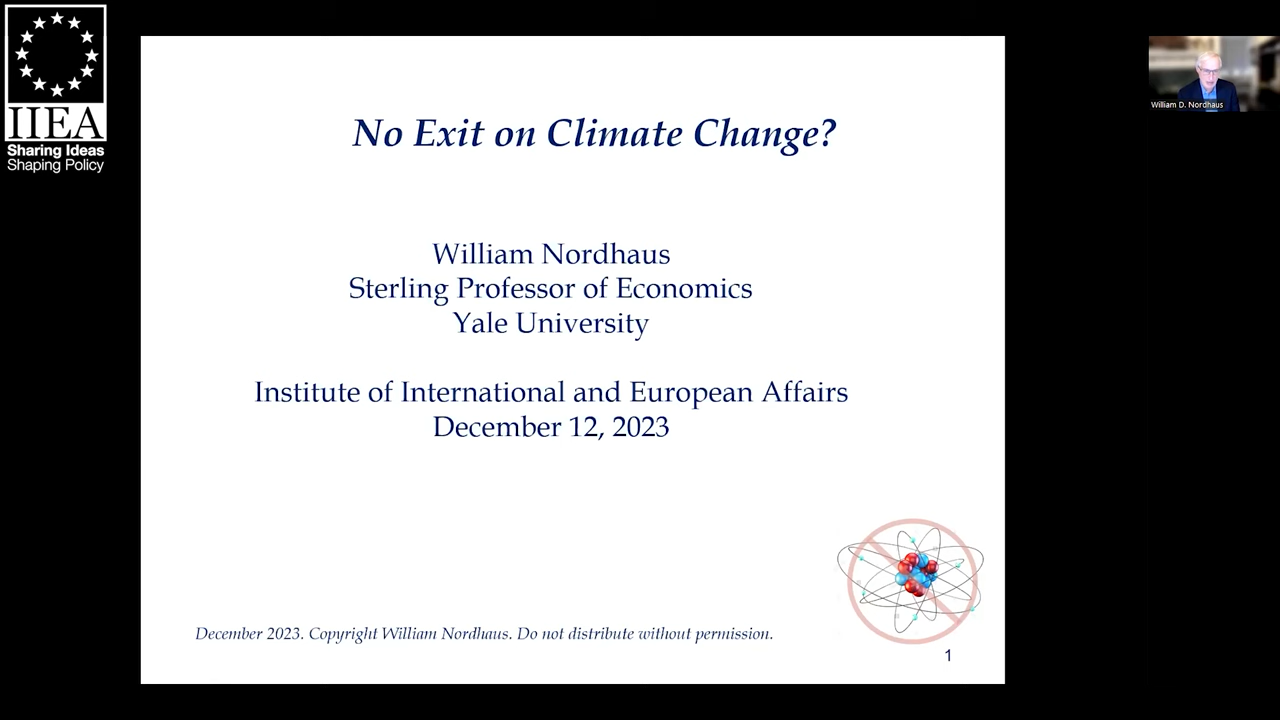 IIEA
Sharing Ideas
Shaping Policy
No Exit on Climate Change?
William Nordhaus
Sterling Professor of Economics
Yale University
Institute of International and European Affairs
December 12, 2023
December 2023. Copyright William Nordhaus. Do not distribute without permission.
1
William D. Nordhaus